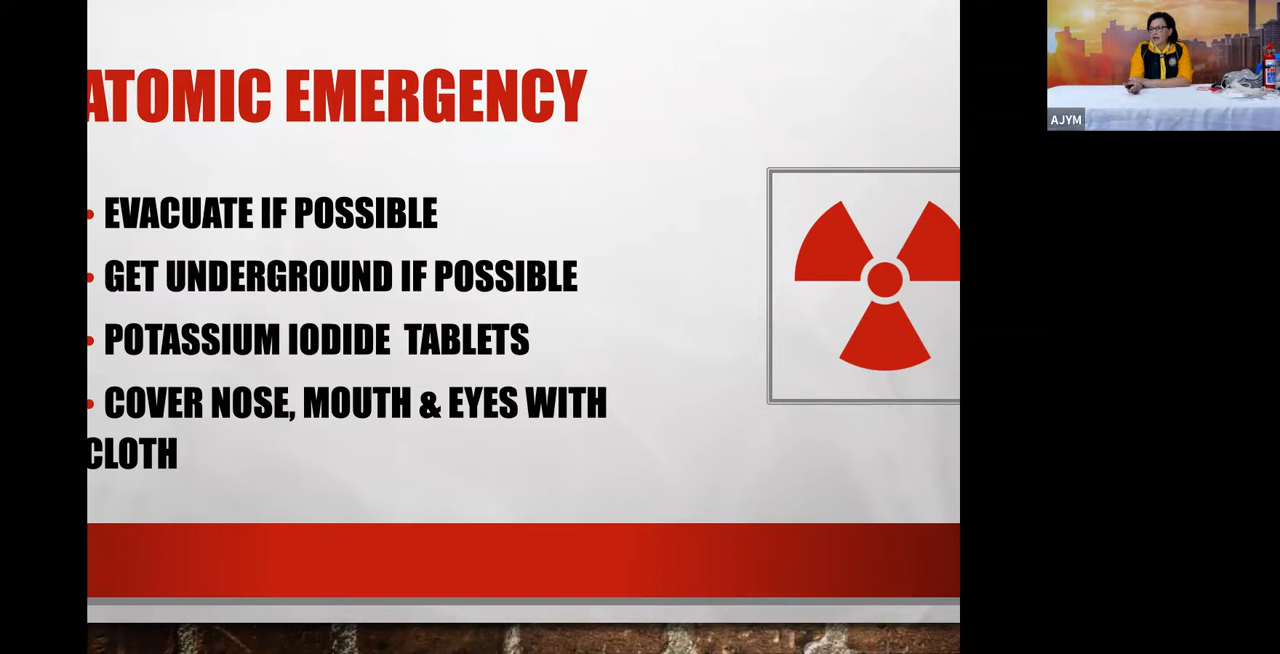 ATOMIC EMERGENCY
• EVACUATE IF POSSIBLE
• GET UNDERGROUND IF POSSIBLE
• POTASSIUM IODIDE TABLETS
• COVER NOSE, MOUTH & EYES WITH
CLOTH
AJYM